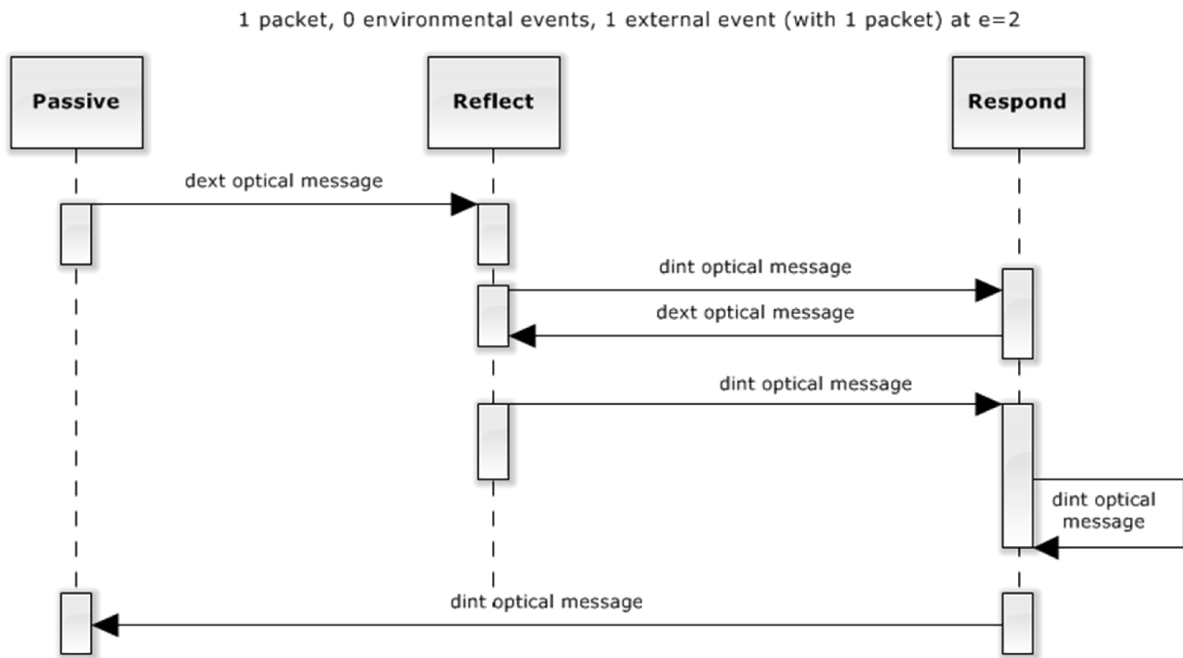 1 packet, 0 environmental events, 1 external event (with 1 packet) at e=2
Passive
Reflect
Respond
dext optical message
dint optical message
dext optical message
dint optical message
dint optical
message
dint optical message